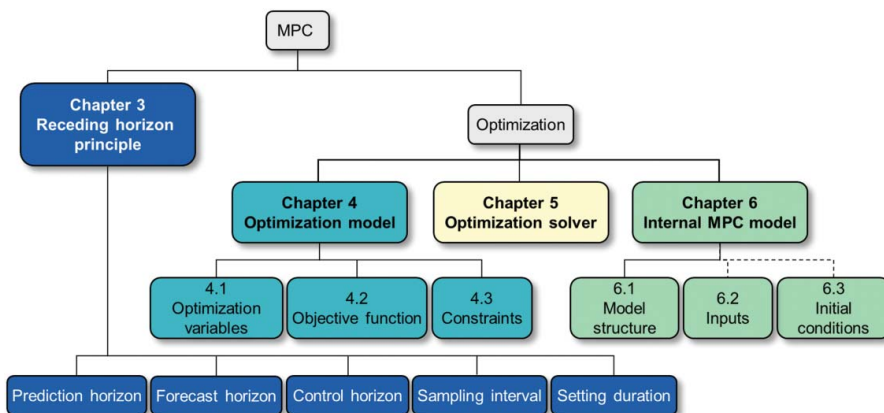 MPC
Chapter 3
Receding horizon
principle
Optimization
Chapter 4
Optimization model
Chapter 5
Optimization solver
Chapter 6
Internal MPC model
4.1
Optimization
variables
4.2
Objective function
4.3
Constraints
6.1
Model
structure
6.2
Inputs
6.3
Initial
conditions
Prediction horizon
Forecast horizon
Control horizon
Sampling interval
Setting duration